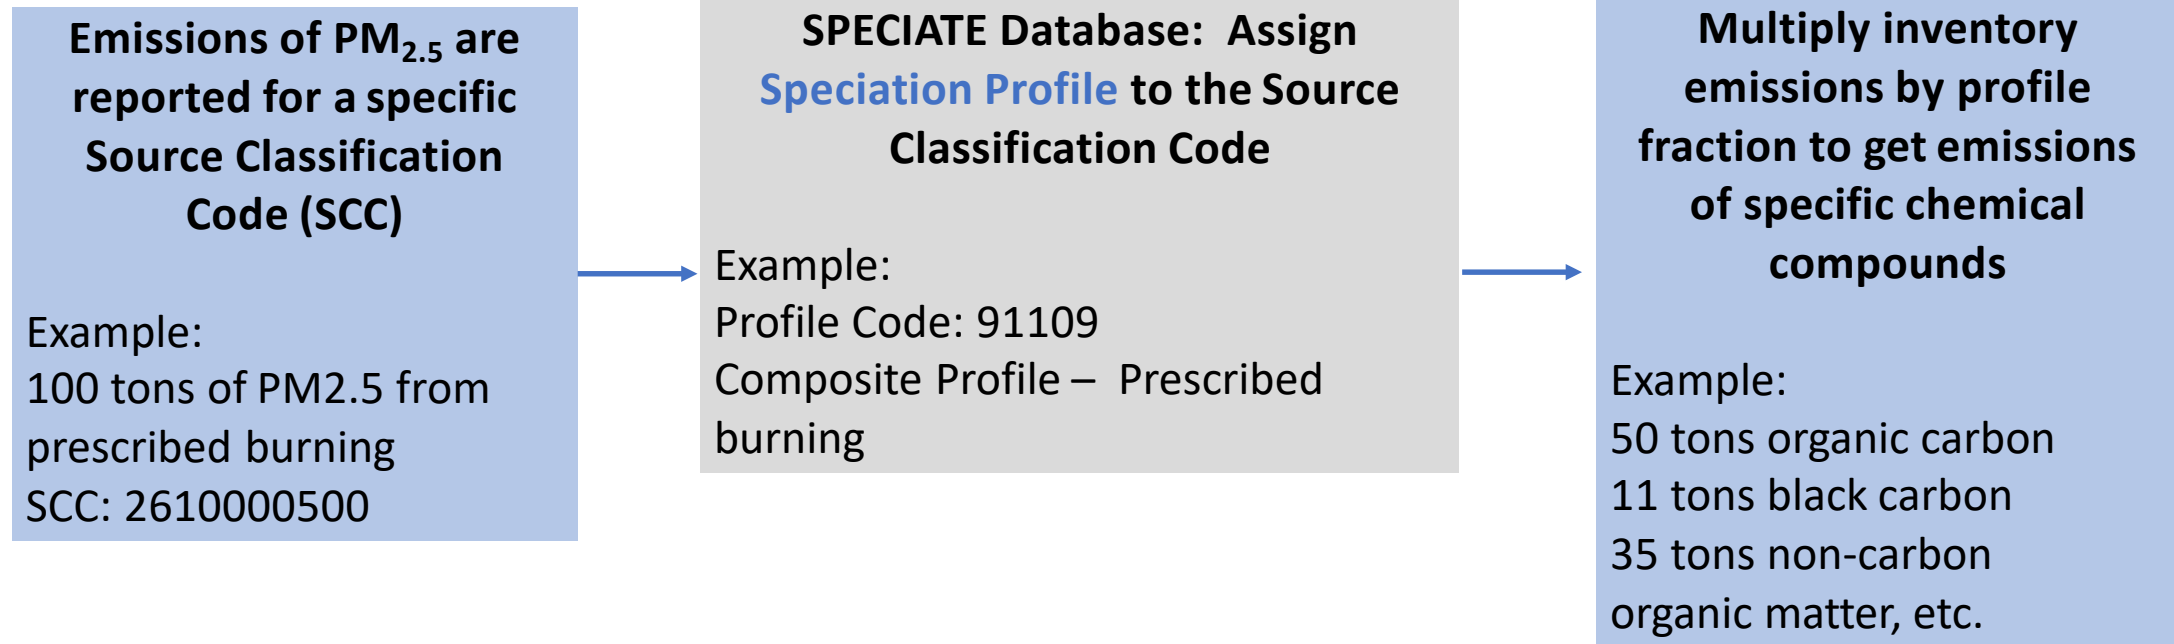 Emissions of PM2.5 are
reported for a specific
Source Classification
Code (SCC)
Example:
100 tons of PM2.5 from
prescribed burning
SCC: 2610000500
SPECIATE Database:  Assign
Speciation Profile to the Source
Classification Code
Example:
Profile Code: 91109
Composite Profile –  Prescribed
burning
Multiply inventory
emissions by profile
fraction to get emissions
of specific chemical
compounds
Example:
50 tons organic carbon
11 tons black carbon
35 tons non-carbon
organic matter, etc.